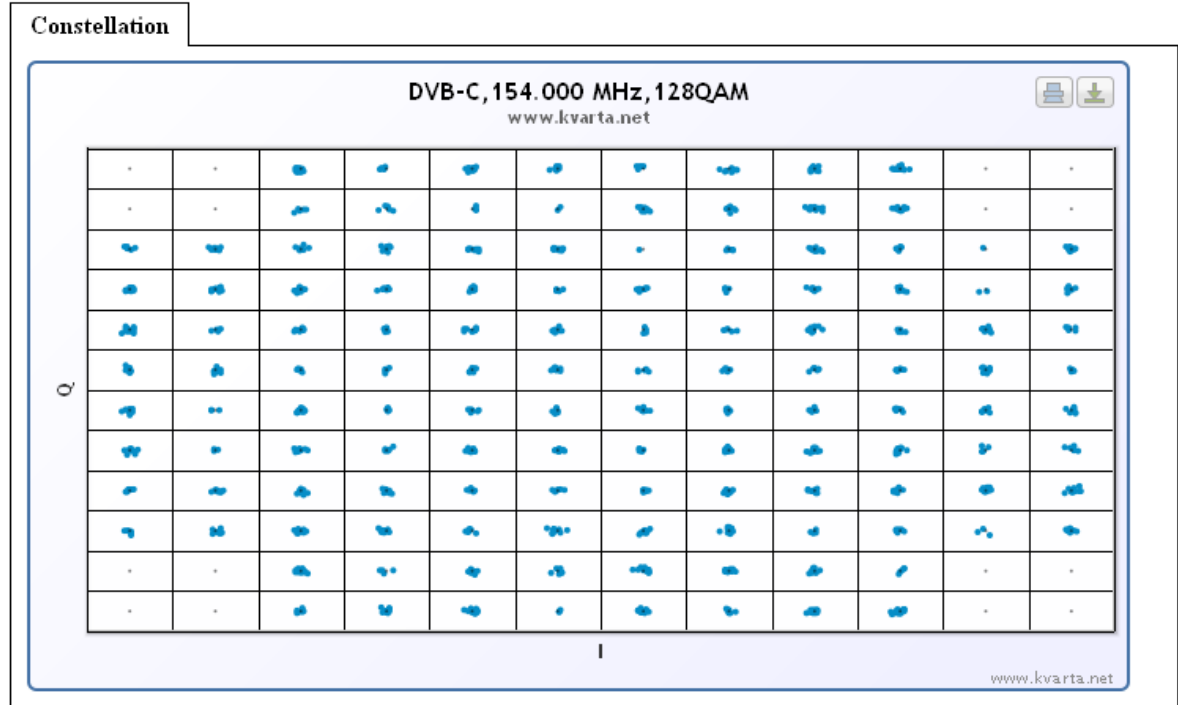 Constellation
DVB-C,154.000 MHz,128QAM
www.kvarta.net
Q
I
www.kvarta.net